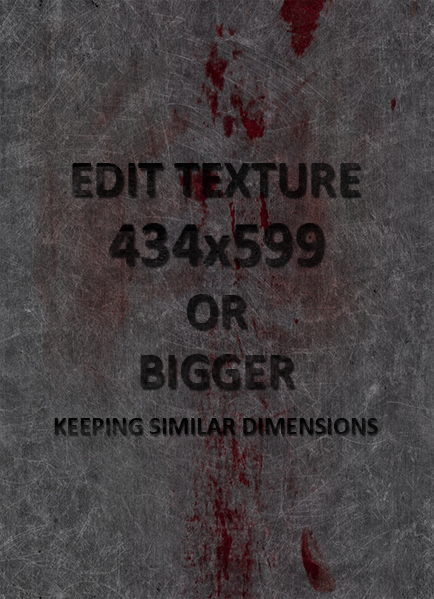 EDIT TEXTURE
434x599
OR
BIGGER
KEEPING SIMILAR DIMENSIONS